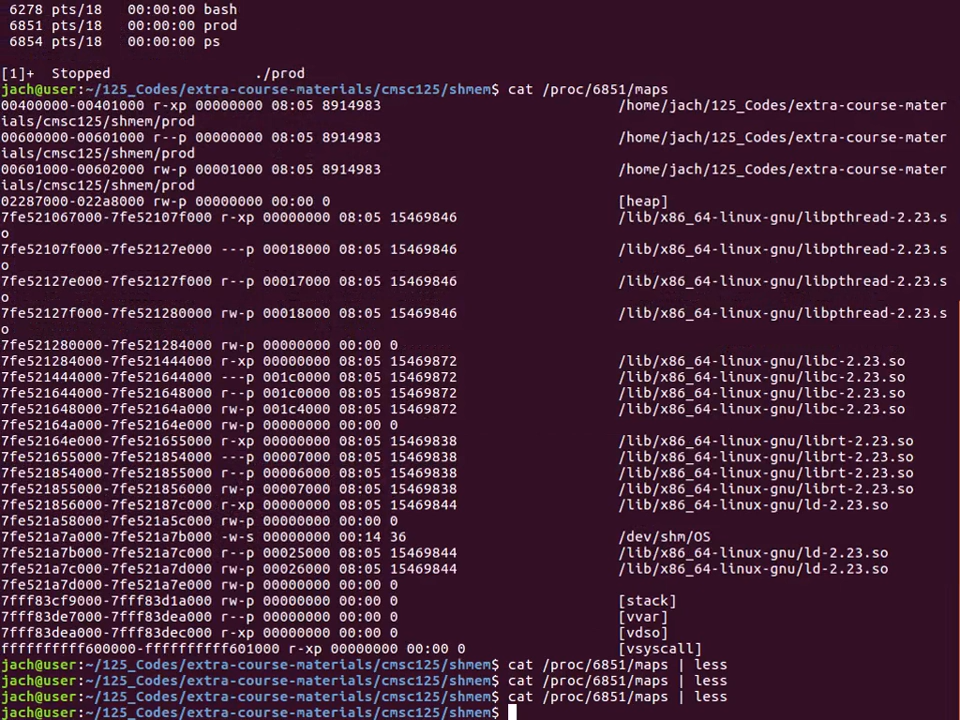 6278 pts/18   00:00:00 bash
6851 pts/18   00:00:00 prod
6854 pts/18   00:00:00 ps
[1]+  Stopped                 ./prod
jach@user:~/125_Codes/extra-course-materials/cmsc125/shmem$ cat /proc/6851/maps
00400000-00401000 r-xp 00000000 08:05 8914983                            /home/jach/125_Codes/extra-course-mater
ials/cmsc125/shmem/prod
00600000-00601000 r--p 00000000 08:05 8914983                            /home/jach/125_Codes/extra-course-mater
ials/cmsc125/shmem/prod
00601000-00602000 rw-p 00001000 08:05 8914983                            /home/jach/125_Codes/extra-course-mater
ials/cmsc125/shmem/prod
02287000-022a8000 rw-p 00000000 00:00 0                                  [heap]
7fe521067000-7fe52107f000 r-xp 00000000 08:05 15469846                   /lib/x86_64-linux-gnu/libpthread-2.23.s
o
7fe52107f000-7fe52127e000 ---p 00018000 08:05 15469846                   /lib/x86_64-linux-gnu/libpthread-2.23.s
o
7fe52127e000-7fe52127f000 r--p 00017000 08:05 15469846                   /lib/x86_64-linux-gnu/libpthread-2.23.s
o
7fe52127f000-7fe521280000 rw-p 00018000 08:05 15469846                   /lib/x86_64-linux-gnu/libpthread-2.23.s
o
7fe521280000-7fe521284000 rw-p 00000000 00:00 0
7fe521284000-7fe521444000 r-xp 00000000 08:05 15469872                   /lib/x86_64-linux-gnu/libc-2.23.so
7fe521444000-7fe521644000 ---p 001c0000 08:05 15469872                   /lib/x86_64-linux-gnu/libc-2.23.so
7fe521644000-7fe521648000 r--p 001c0000 08:05 15469872                   /lib/x86_64-linux-gnu/libc-2.23.so
7fe521648000-7fe52164a000 rw-p 001c4000 08:05 15469872                   /lib/x86_64-linux-gnu/libc-2.23.so
7fe52164a000-7fe52164e000 rw-p 00000000 00:00 0
7fe52164e000-7fe521655000 r-xp 00000000 08:05 15469838                   /lib/x86_64-linux-gnu/librt-2.23.so
7fe521655000-7fe521854000 ---p 00007000 08:05 15469838                   /lib/x86_64-linux-gnu/librt-2.23.so
7fe521854000-7fe521855000 r--p 00006000 08:05 15469838                   /lib/x86_64-linux-gnu/librt-2.23.so
7fe521855000-7fe521856000 rw-p 00007000 08:05 15469838                   /lib/x86_64-linux-gnu/librt-2.23.so
7fe521856000-7fe52187c000 r-xp 00000000 08:05 15469844                   /lib/x86_64-linux-gnu/ld-2.23.so
7fe521a58000-7fe521a5c000 rw-p 00000000 00:00 0
7fe521a7a000-7fe521a7b000 -w-s 00000000 00:14 36                         /dev/shm/OS
7fe521a7b000-7fe521a7c000 r--p 00025000 08:05 15469844                   /lib/x86_64-linux-gnu/ld-2.23.so
7fe521a7c000-7fe521a7d000 rw-p 00026000 08:05 15469844                   /lib/x86_64-linux-gnu/ld-2.23.so
7fe521a7d000-7fe521a7e000 rw-p 00000000 00:00 0
7fff83cf9000-7fff83d1a000 rw-p 00000000 00:00 0                          [stack]
7fff83de7000-7fff83dea000 r--p 00000000 00:00 0                          [vvar]
7fff83dea000-7fff83dec000 r-xp 00000000 00:00 0                          [vdso]
ffffffffff600000-ffffffffff601000 r-xp 00000000 00:00 0                  [vsyscall]
jach@user:~/125_Codes/extra-course-materials/cmsc125/shmem$ cat /proc/6851/maps | less
jach@user:~/125_Codes/extra-course-materials/cmsc125/shmem$ cat /proc/6851/maps | less
jach@user:~/125_Codes/extra-course-materials/cmsc125/shmem$ cat /proc/6851/maps | less
jach@user:~/125_Codes/extra-course-materials/cmsc125/shmem$